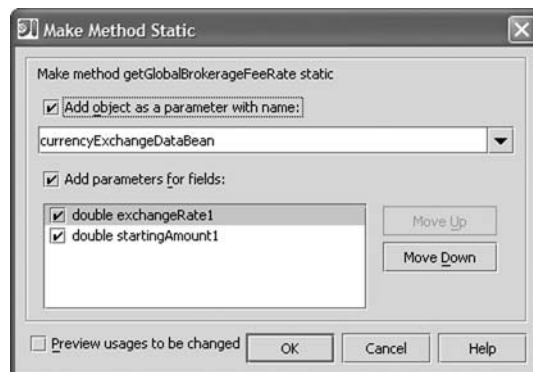 Make Method Static
Make method getGlobalBrokerageFeeRate static
Add object as a parameter with name:
currencyExchangeDataBean
Add parameters for fields:
double exchangeRate1
double startingAmount1
Move Up
Move Down
Preview usages to be changed
OK
Cancel
Help